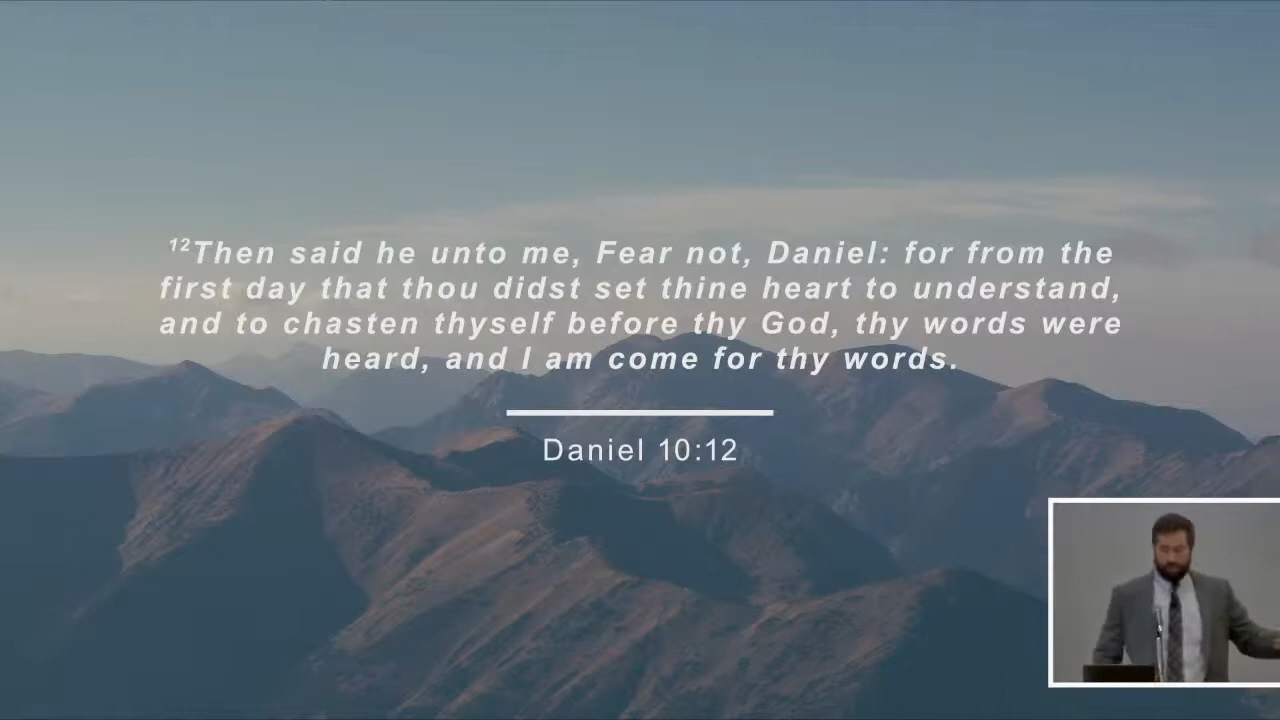 ¹²Then said he unto me, Fear not, Daniel: for from the
first day that thou didst set thine heart to understand,
and to chasten thyself before thy God, thy words were
heard, and I am come for thy words.
Daniel 10:12